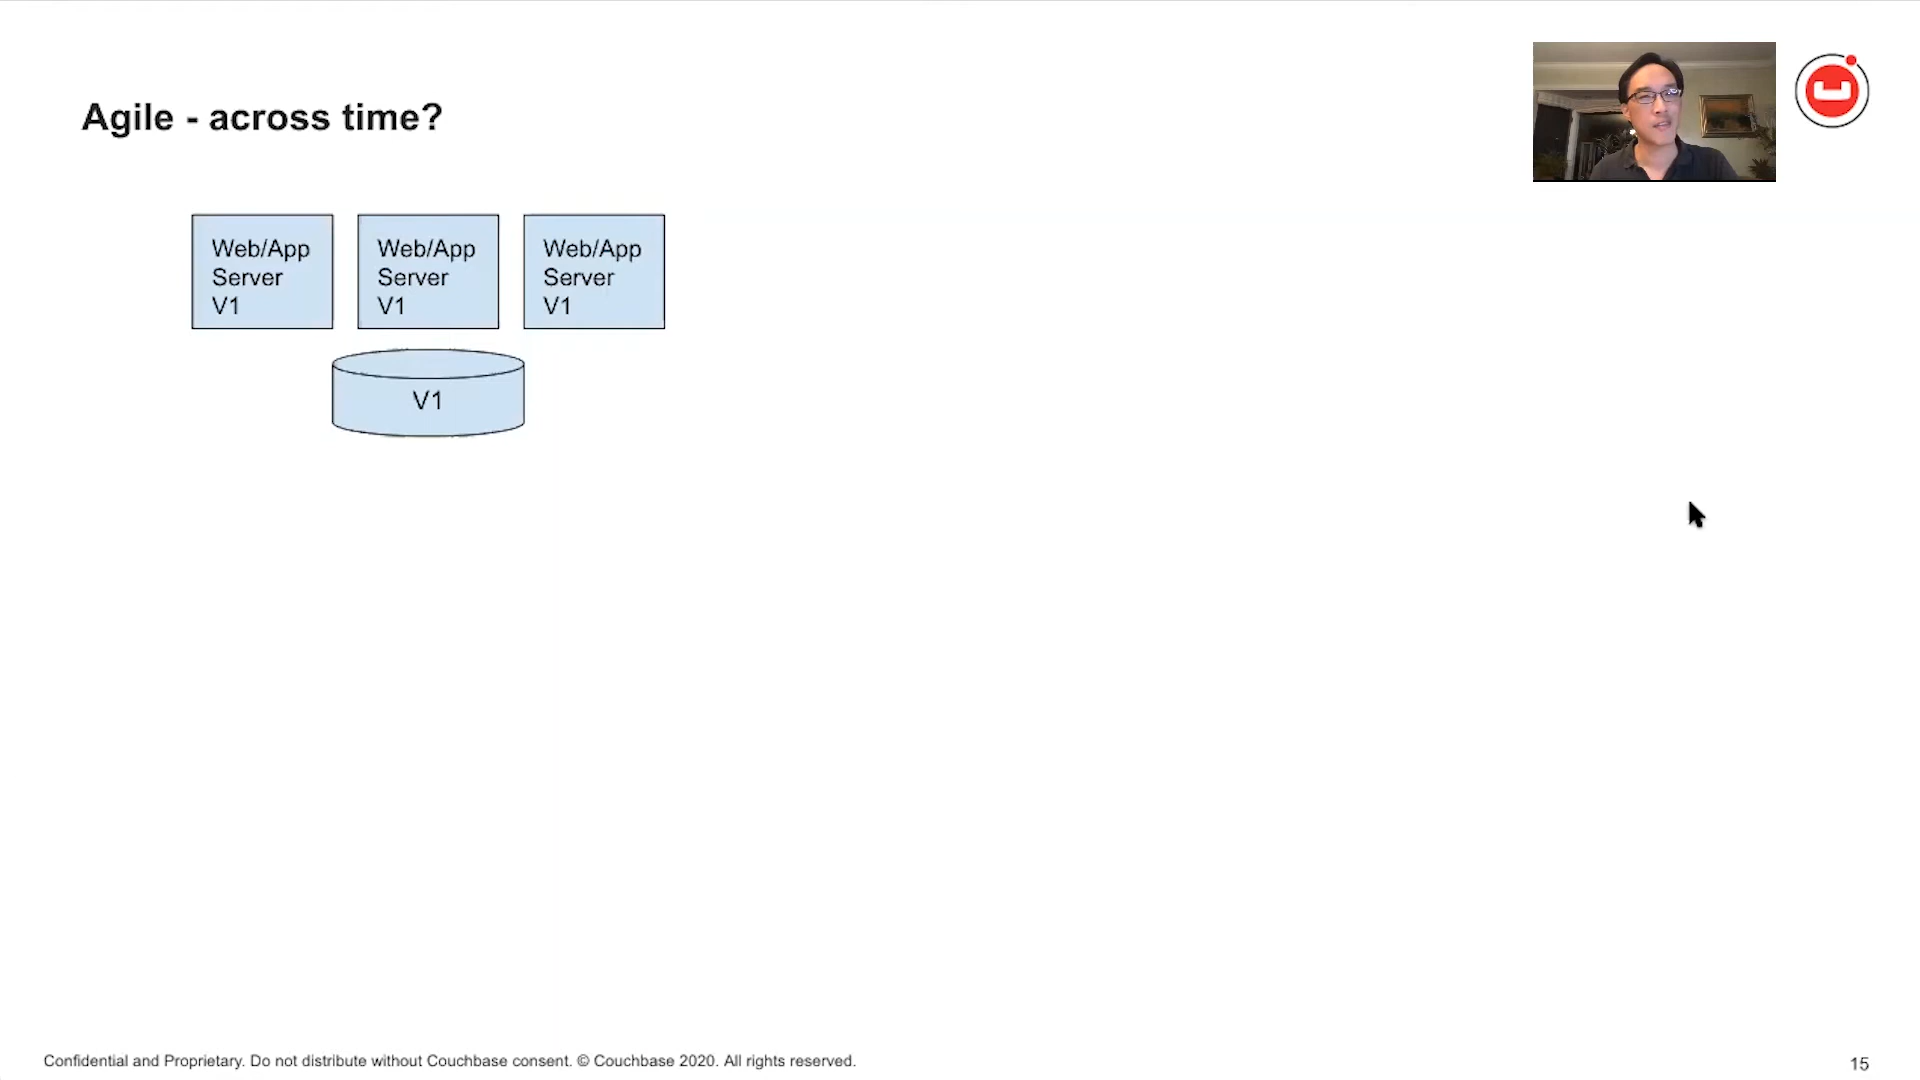 Agile - across time?
Web/App
Server
V1
Web/App
Server
V1
Web/App
Server
V1
V1
Confidential and Proprietary. Do not distribute without Couchbase consent. © Couchbase 2020. All rights reserved.
15